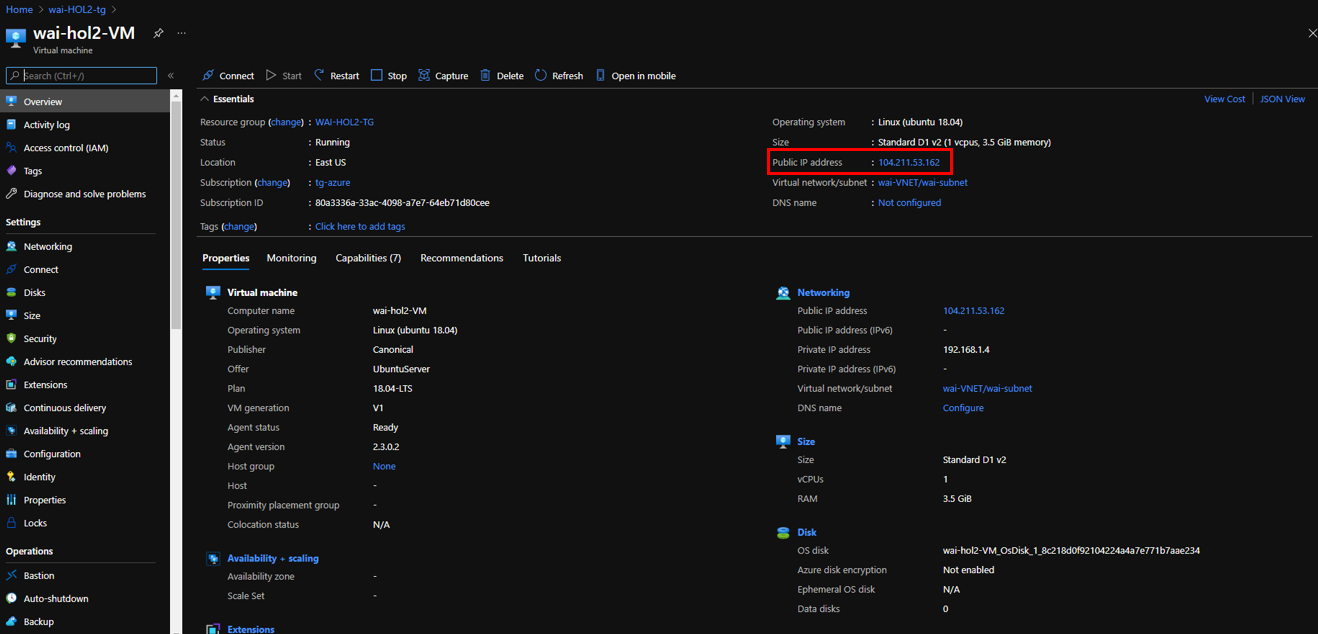 Home > wai-HOL2-tg >
wai-hol2-VM ...
Virtual machine
Search (Ctrl+/) «
Overview
Activity log
Access control (IAM)
Tags
Diagnose and solve problems
Settings
Networking
Connect
Disks
Size
Security
Advisor recommendations
Extensions
Continuous delivery
Availability + scaling
Configuration
Identity
Properties
Locks
Operations
Bastion
Auto-shutdown
Backup
Connect Start Restart Stop Capture Delete Refresh Open in mobile
Essentials View Cost | JSON View
Resource group (change) : WAI-HOL2-TG
Status : Running
Location : East US
Subscription (change) : tg-azure
Subscription ID : 80a3336a-33ac-4098-a7e7-64eb71d80cee
Tags (change) : Click here to add tags
Operating system : Linux (ubuntu 18.04)
Size : Standard D1 v2 (1 vcpus, 3.5 GiB memory)
Public IP address : 104.211.53.162
Virtual network/subnet : wai-VNET/wai-subnet
DNS name : Not configured
Properties Monitoring Capabilities (7) Recommendations Tutorials
Virtual machine
Computer name wai-hol2-VM
Operating system Linux (ubuntu 18.04)
Publisher Canonical
Offer UbuntuServer
Plan 18.04-LTS
VM generation V1
Agent status Ready
Agent version 2.3.0.2
Host group None
Host -
Proximity placement group -
Colocation status N/A
Availability + scaling
Availability zone -
Scale Set -
Extensions
Networking
Public IP address 104.211.53.162
Public IP address (IPv6) -
Private IP address 192.168.1.4
Private IP address (IPv6) -
Virtual network/subnet wai-VNET/wai-subnet
DNS name Configure
Size
Size Standard D1 v2
vCPUs 1
RAM 3.5 GiB
Disk
OS disk wai-hol2-VM_OsDisk_1_8c218d0f92104224a4a7e771b7aae234
Azure disk encryption Not enabled
Ephemeral OS disk N/A
Data disks 0